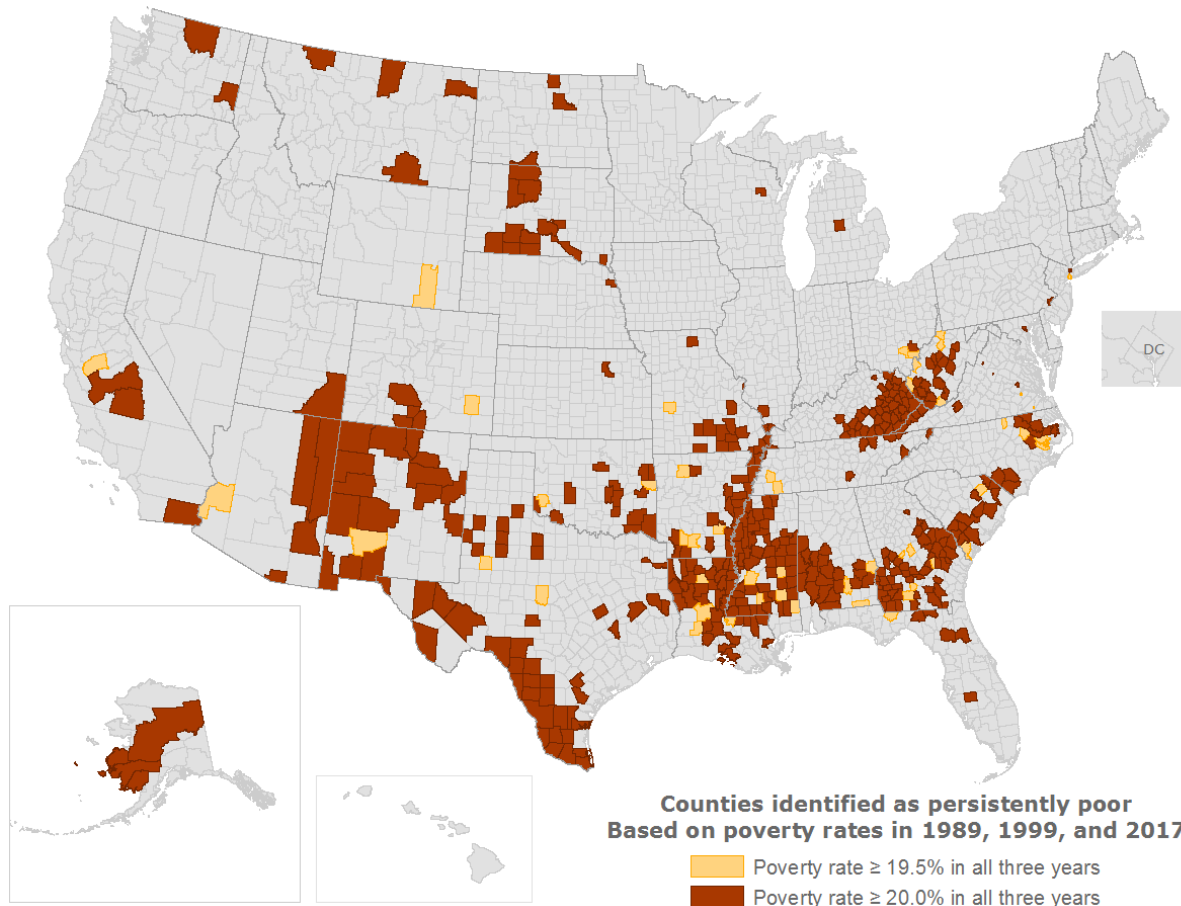 DC
Counties identified as persistently poor
Based on poverty rates in 1989, 1999, and 2017
Poverty rate ≥ 19.5% in all three years
Poverty rate ≥ 20.0% in all three years